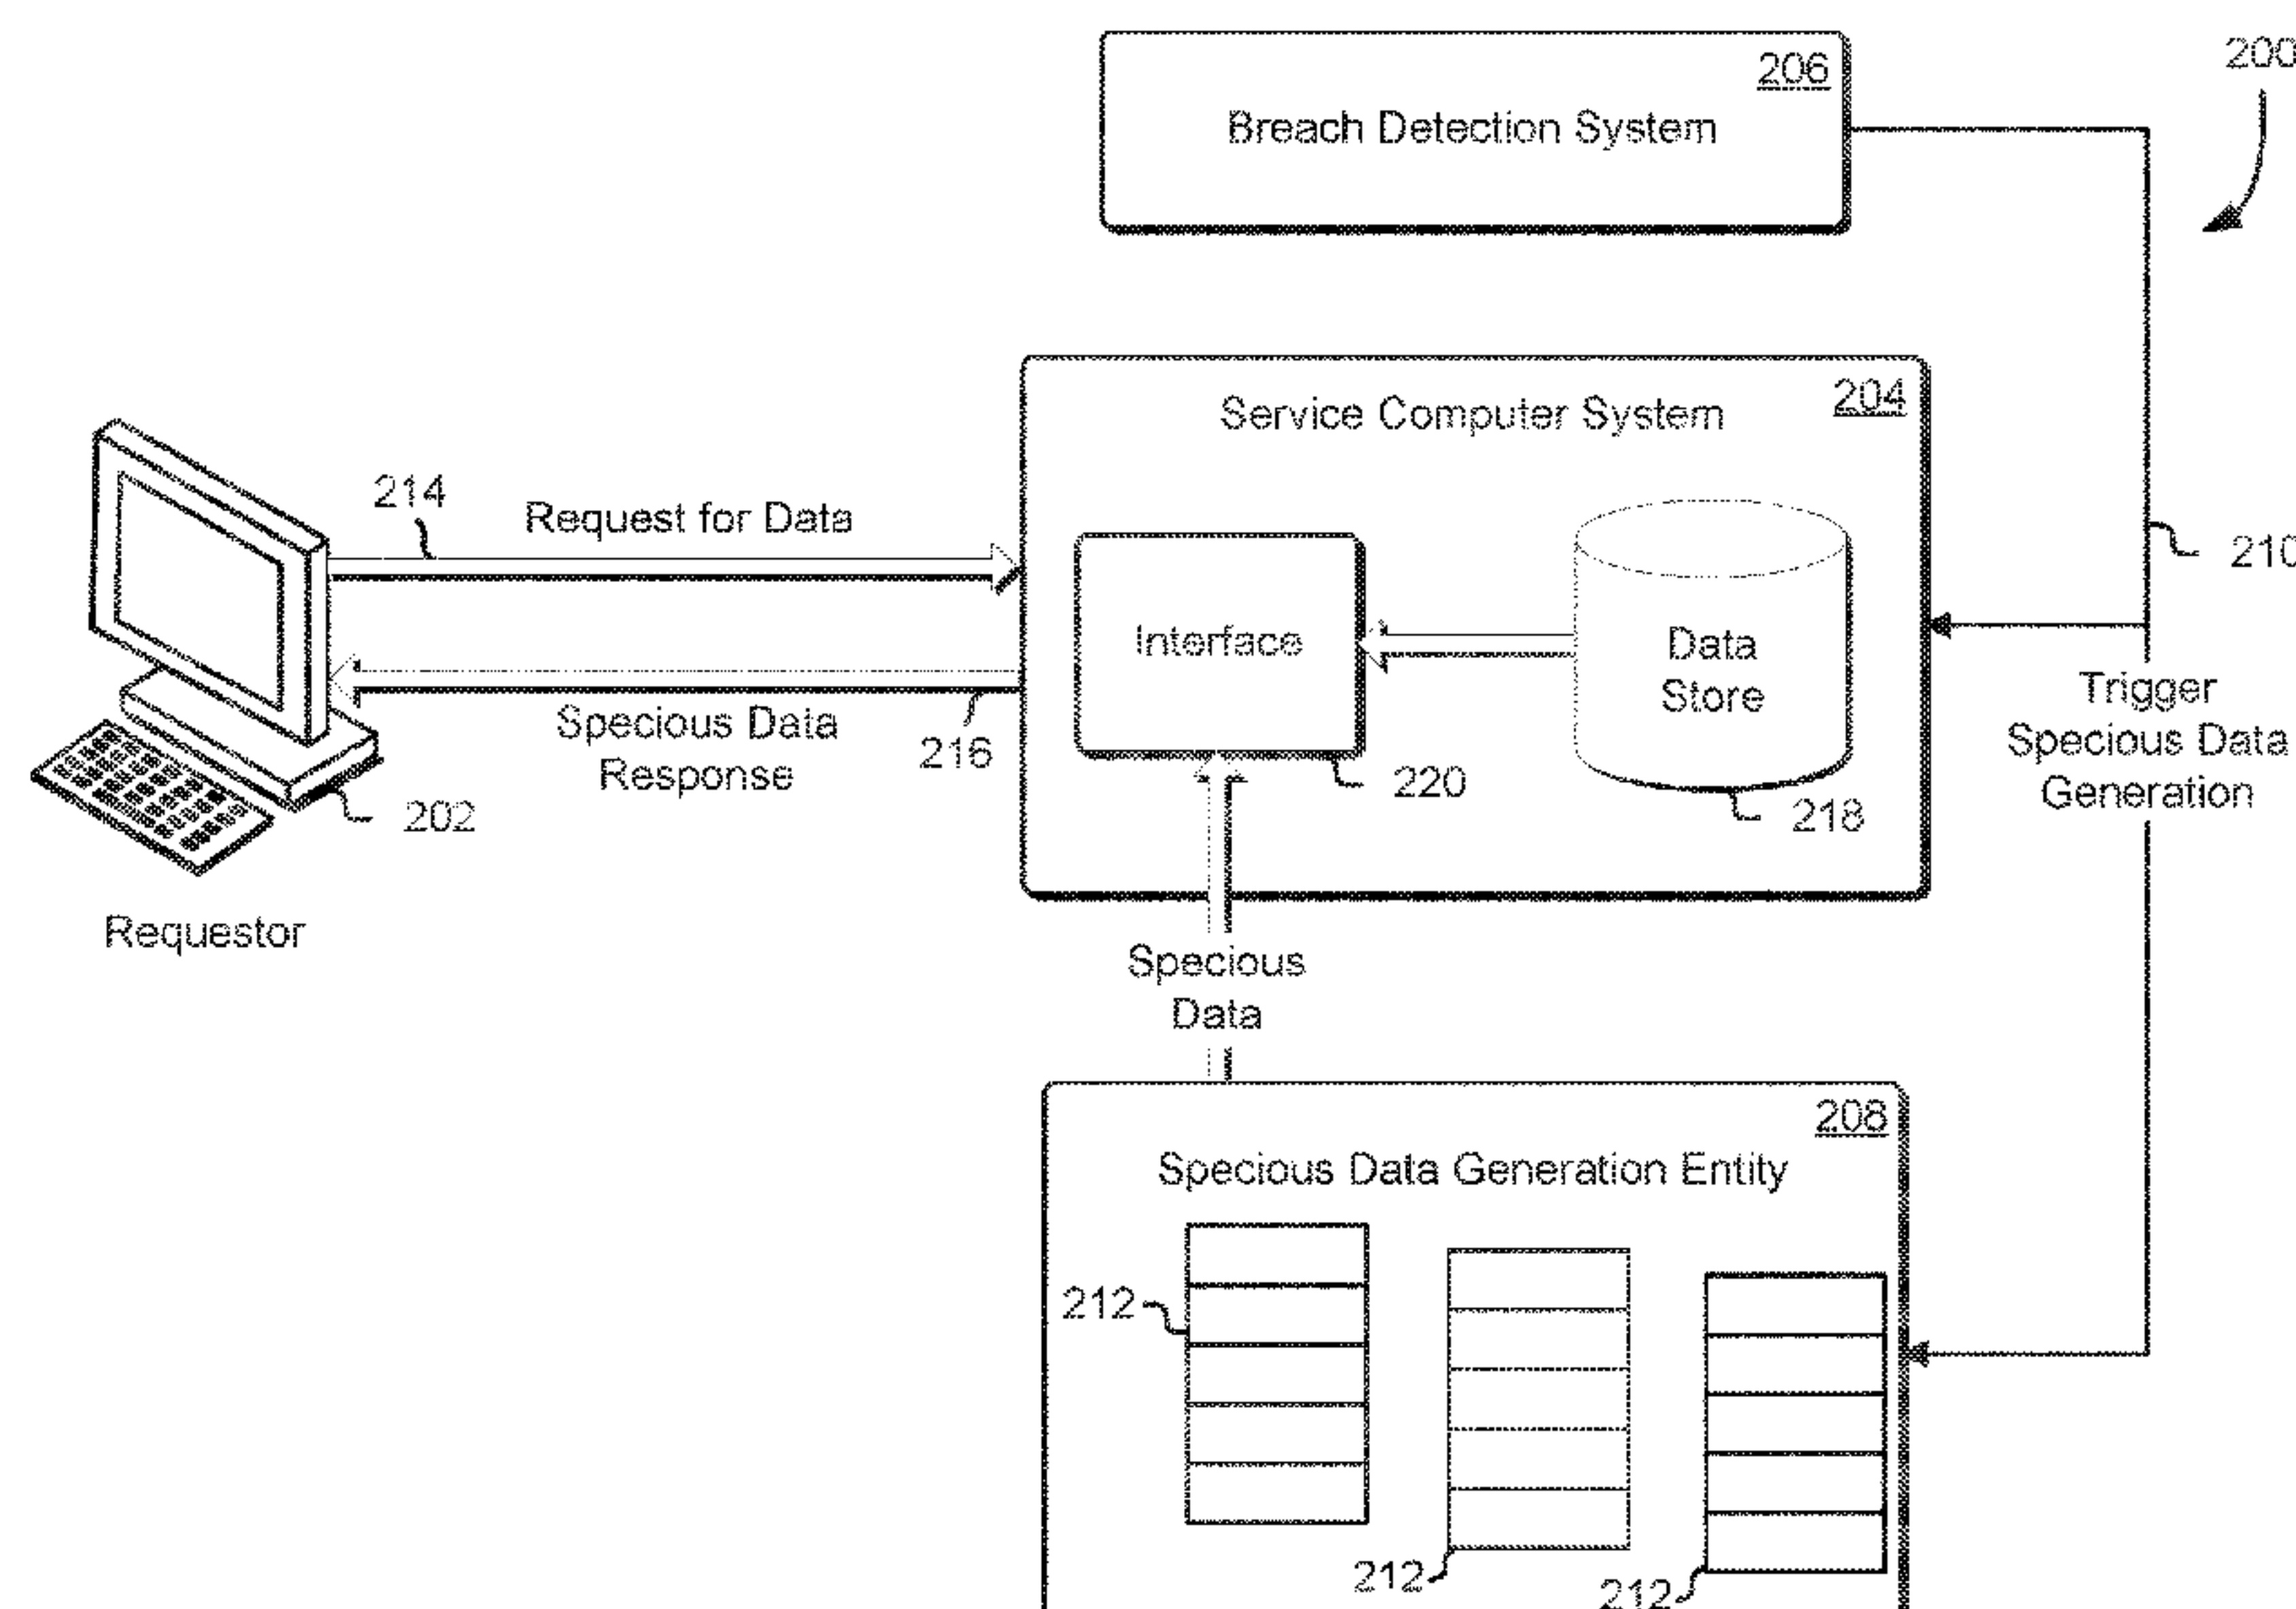 206
200
Breach Detection System
204
Service Computer System
214
Request for Data
210
Interface
Data
Store
Trigger
Specious Data
Generation
Specious Data
Response
216
220
218
202
Requestor
Specious
Data
208
Specious Data Generation Entity
212
212
212